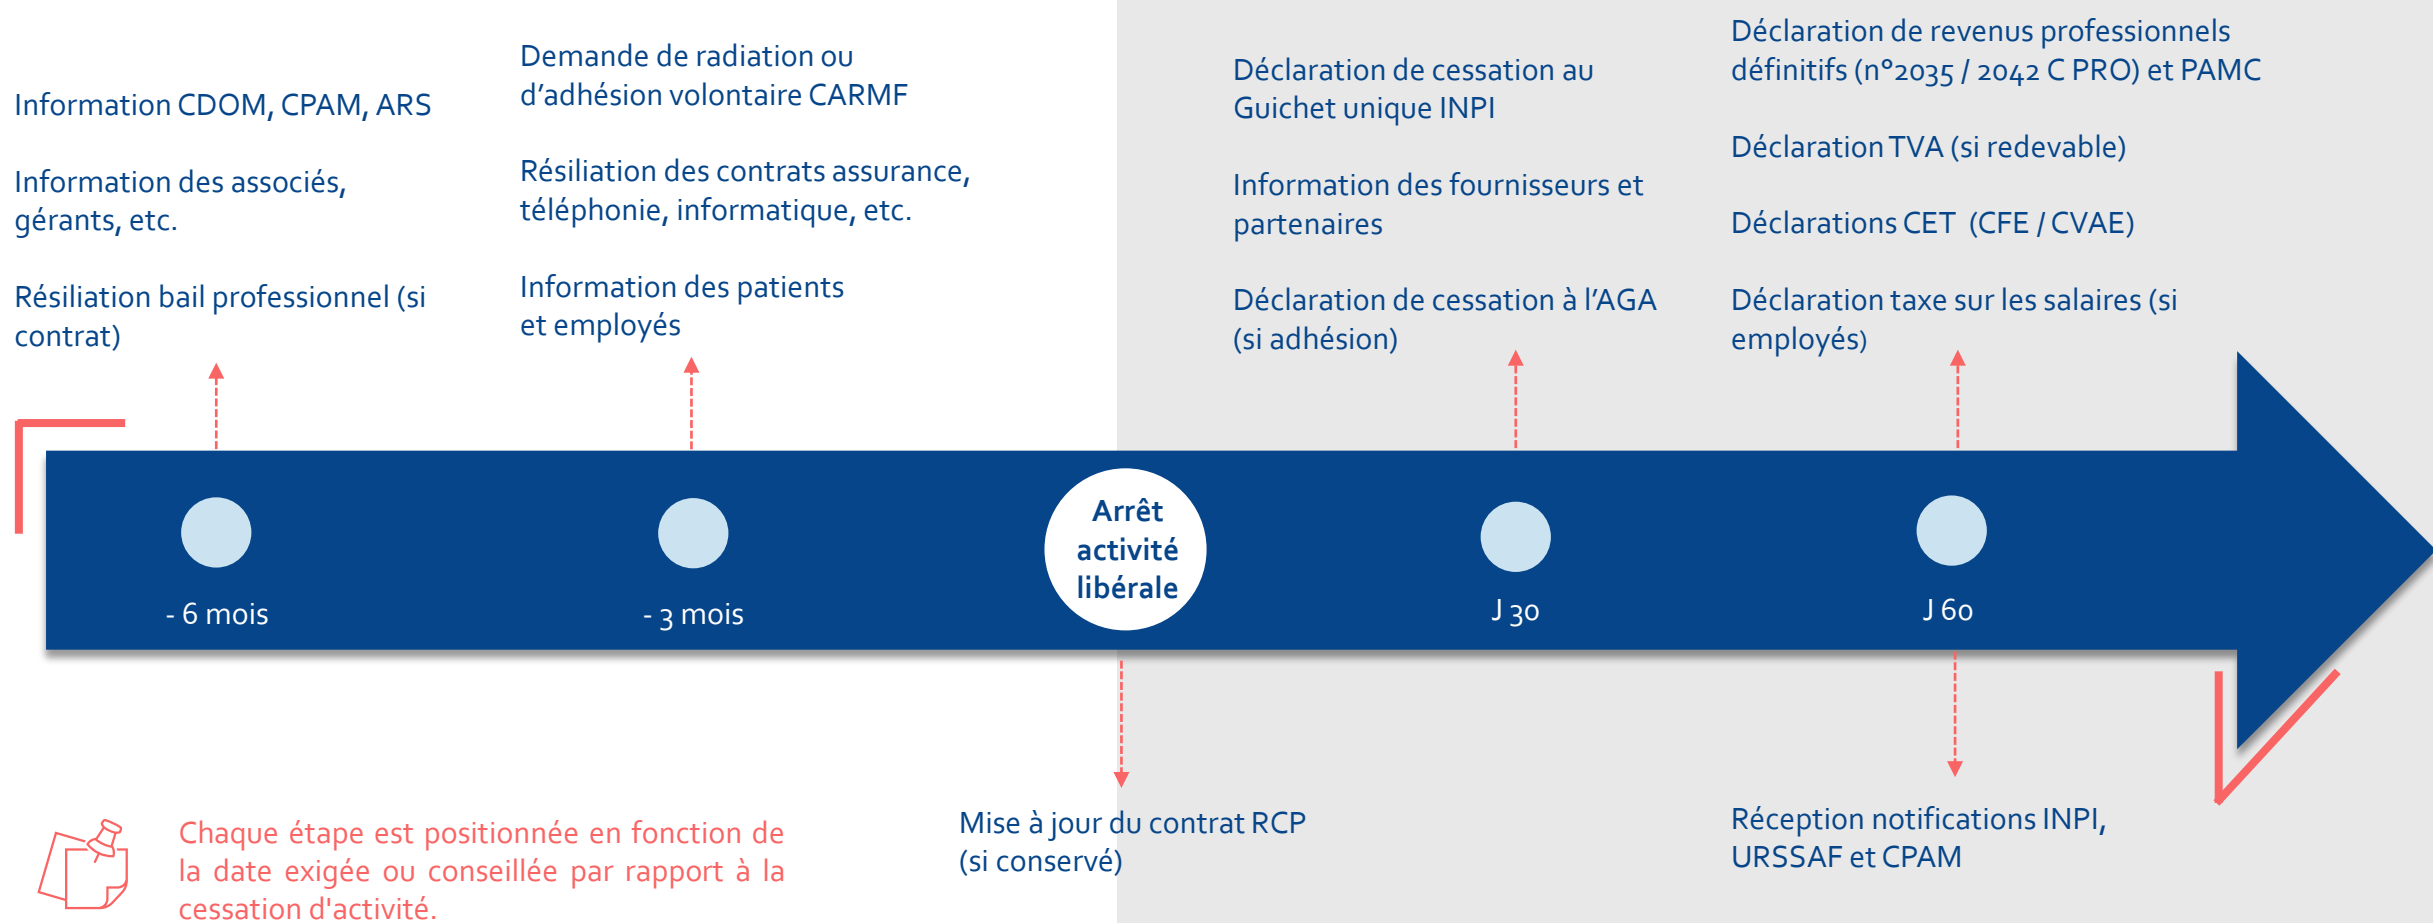 Information CDOM, CPAM, ARS
Information des associés,
gérants, etc.
Résiliation bail professionnel (si
contrat)
Demande de radiation ou
d'adhésion volontaire CARMF
Résiliation des contrats assurance,
téléphonie, informatique, etc.
Information des patients
et employés
Déclaration de cessation au
Guichet unique INPI
Information des fournisseurs et
partenaires
Déclaration de cessation à l'AGA
(si adhésion)
Déclaration de revenus professionnels
définitifs (n°2035 / 2042 C PRO) et PAMC
Déclaration TVA (si redevable)
Déclarations CET (CFE / CVAE)
Déclaration taxe sur les salaires (si
employés)
- 6 mois
- 3 mois
Arrêt
activité
libérale
J 30
J 60
Chaque étape est positionnée en fonction de
la date exigée ou conseillée par rapport à la
cessation d'activité.
Mise à jour du contrat RCP
(si conservé)
Réception notifications INPI,
URSSAF et CPAM